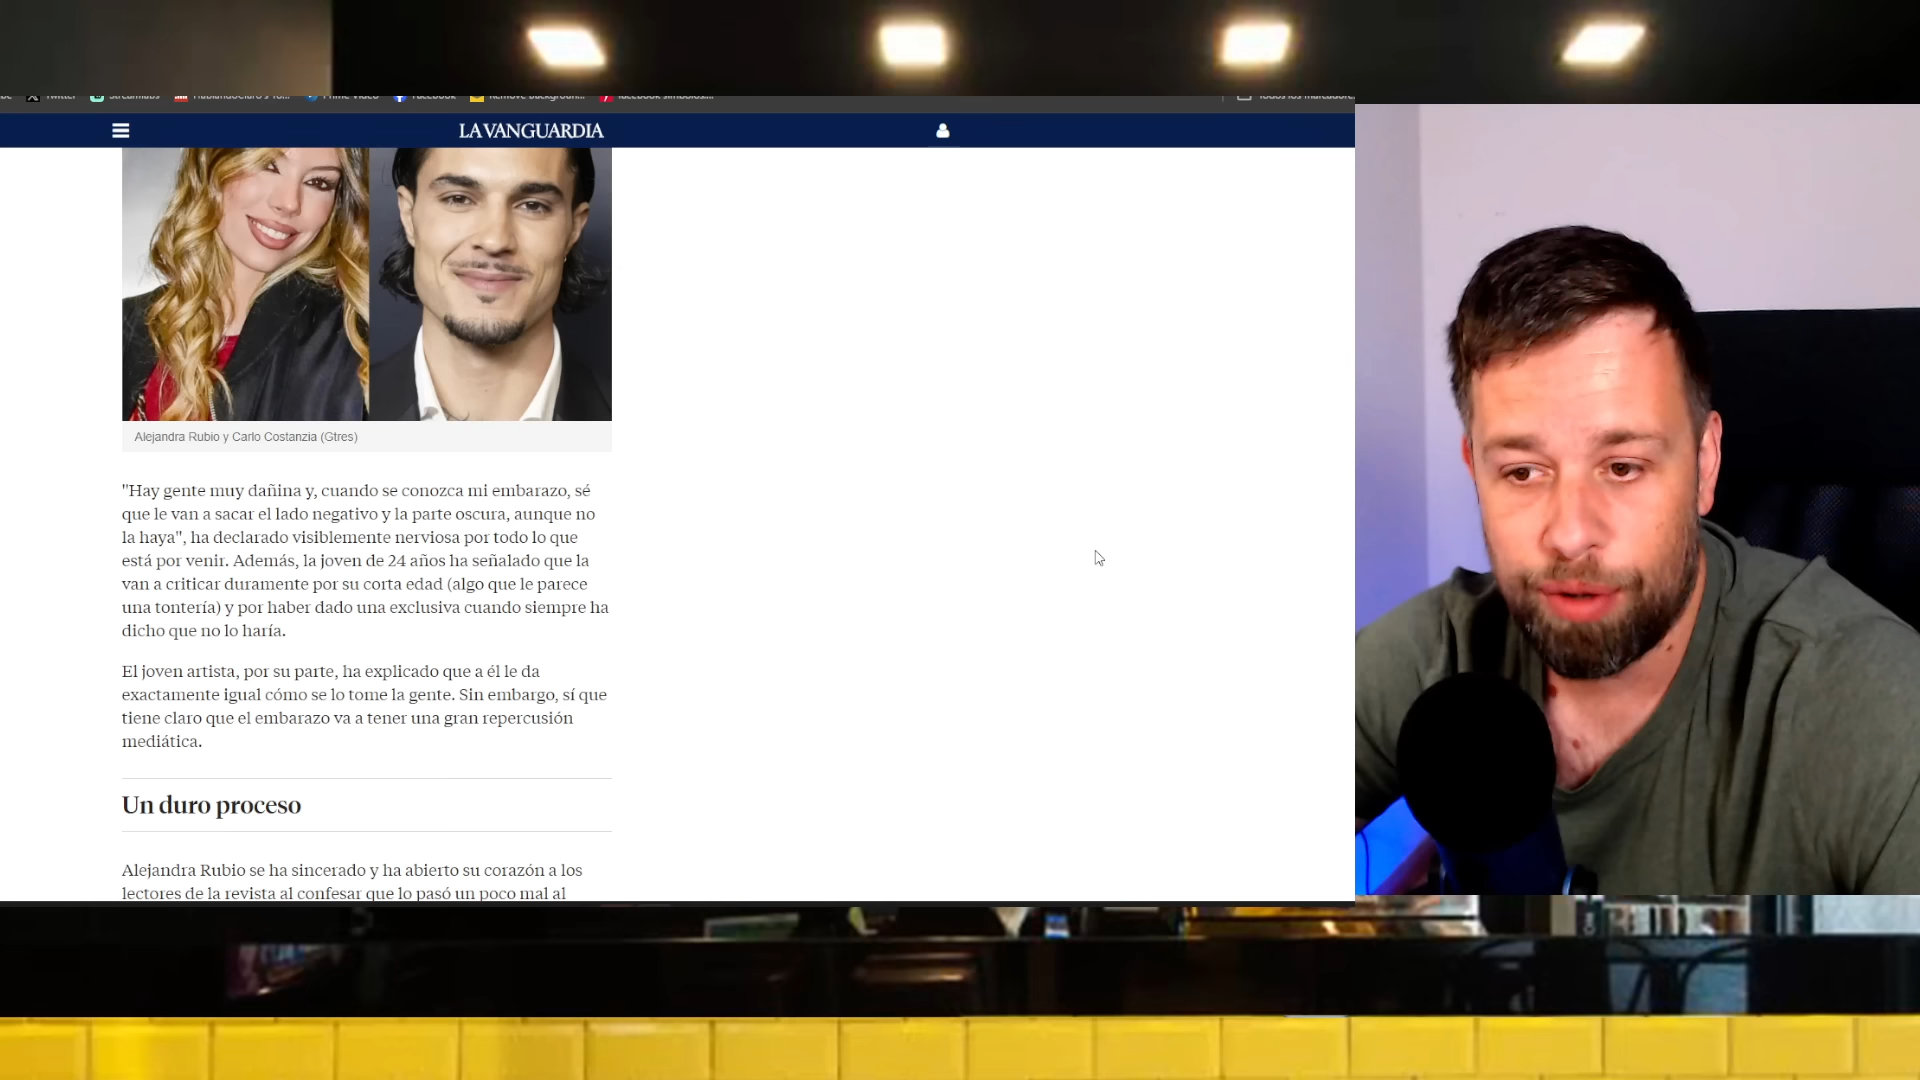 LA VANGUARDIA
Alejandra Rubio y Carlo Costanzia (Gtres)
"Hay gente muy dañina y, cuando se conozca mi embarazo, sé
que le van a sacar el lado negativo y la parte oscura, aunque no
la haya", ha declarado visiblemente nerviosa por todo lo que
está por venir. Además, la joven de 24 años ha señalado que la
van a criticar duramente por su corta edad (algo que le parece
una tontería) y por haber dado una exclusiva cuando siempre ha
dicho que no lo haría.
El joven artista, por su parte, ha explicado que a él le da
exactamente igual cómo se lo tome la gente. Sin embargo, sí que
tiene claro que el embarazo va a tener una gran repercusión
mediática.
Un duro proceso
Alejandra Rubio se ha sincerado y ha abierto su corazón a los
lectores de la revista al confesar que lo pasó un poco mal al